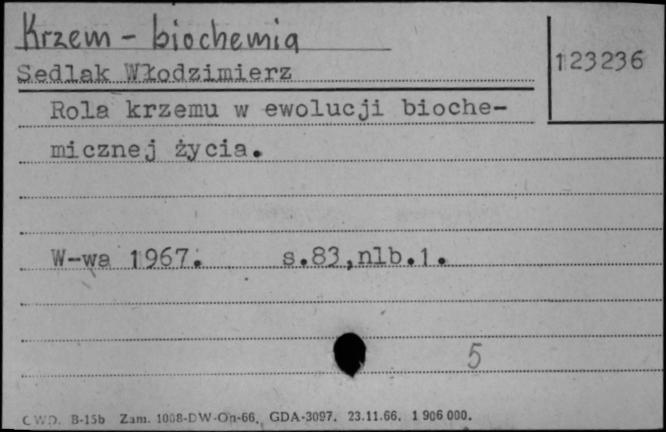 Krzem - biochemia
Sedlak Włodzimierz
123236
Rola krzemu w ewolucji bioche-
micznej życia.
W-wa 1967. s.83,nlb.1.
5
CWD. B-15b Zam. 1008-DW-On-66, GDA-3097. 23.11.66. 1 906 000.